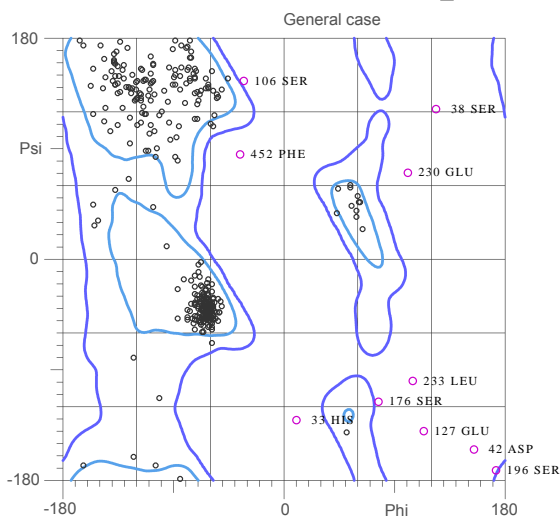 General case
180
106 SER
38 SER
Psi
452 PHE
230 GLU
0
233 LEU
176 SER
33 HIS
127 GLU
42 ASP
196 SER
-180
-180
0
Phi
180